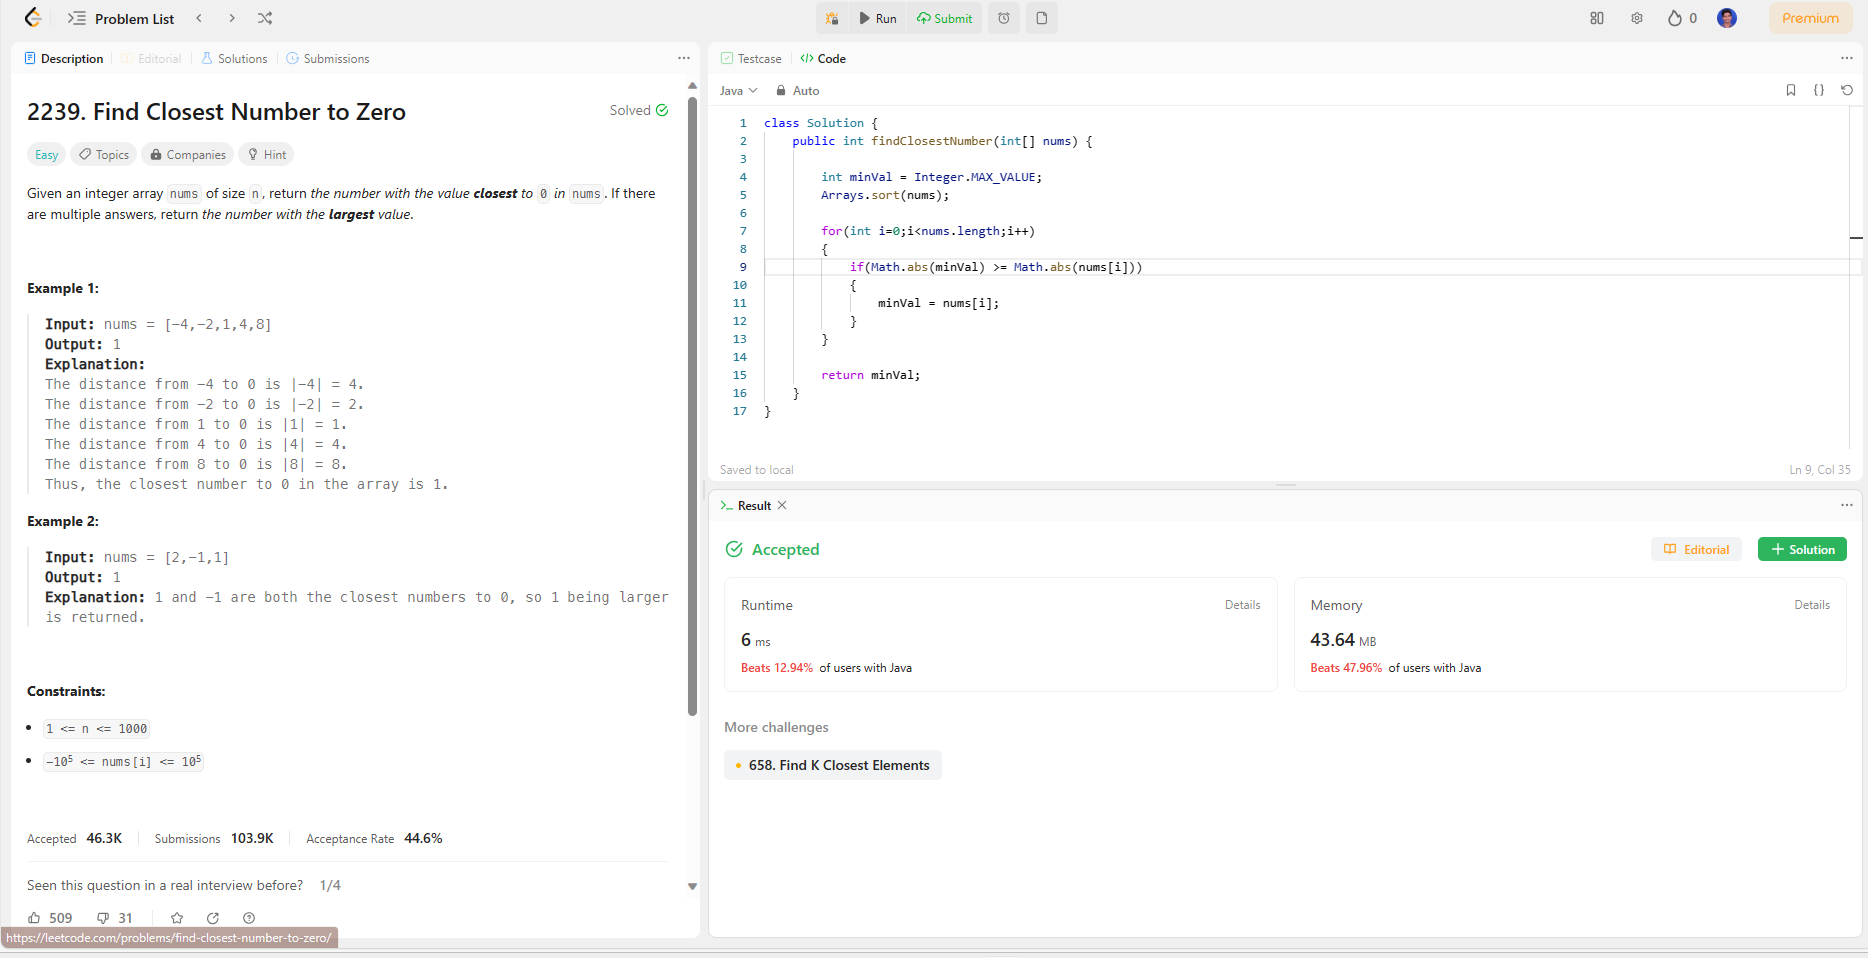 Problem List
Run
Submit
0
Premium
Description
Editorial
Solutions
Submissions
2239. Find Closest Number to Zero
Solved
Easy
Topics
Companies
Hint
Given an integer array nums of size n, return the number with the value closest to 0 in nums. If there
are multiple answers, return the number with the largest value.
Example 1:
Input: nums = [-4,-2,1,4,8]
Output: 1
Explanation:
The distance from -4 to 0 is |-4| = 4.
The distance from -2 to 0 is |-2| = 2.
The distance from 1 to 0 is |1| = 1.
The distance from 4 to 0 is |4| = 4.
The distance from 8 to 0 is |8| = 8.
Thus, the closest number to 0 in the array is 1.
Example 2:
Input: nums = [2,-1,1]
Output: 1
Explanation: 1 and -1 are both the closest numbers to 0, so 1 being larger
is returned.
Constraints:
• 1 <= n <= 1000
• -10⁵ <= nums[i] <= 10⁵
Accepted 46.3K
Submissions 103.9K
Acceptance Rate 44.6%
Seen this question in a real interview before? 1/4
509
31
https://leetcode.com/problems/find-closest-number-to-zero/
Testcase
</> Code
Java
Auto
{}
1 class Solution {
2 public int findClosestNumber(int[] nums) {
3
4 int minVal = Integer.MAX_VALUE;
5 Arrays.sort(nums);
6
7 for(int i=0;i<nums.length;i++)
8 {
9 if(Math.abs(minVal) >= Math.abs(nums[i]))
10 {
11 minVal = nums[i];
12 }
13 }
14
15 return minVal;
16 }
17 }
Saved to local
Ln 9, Col 35
>_ Result
Accepted
Editorial
+ Solution
Runtime
Details
6 ms
Beats 12.94% of users with Java
Memory
Details
43.64 MB
Beats 47.96% of users with Java
More challenges
• 658. Find K Closest Elements